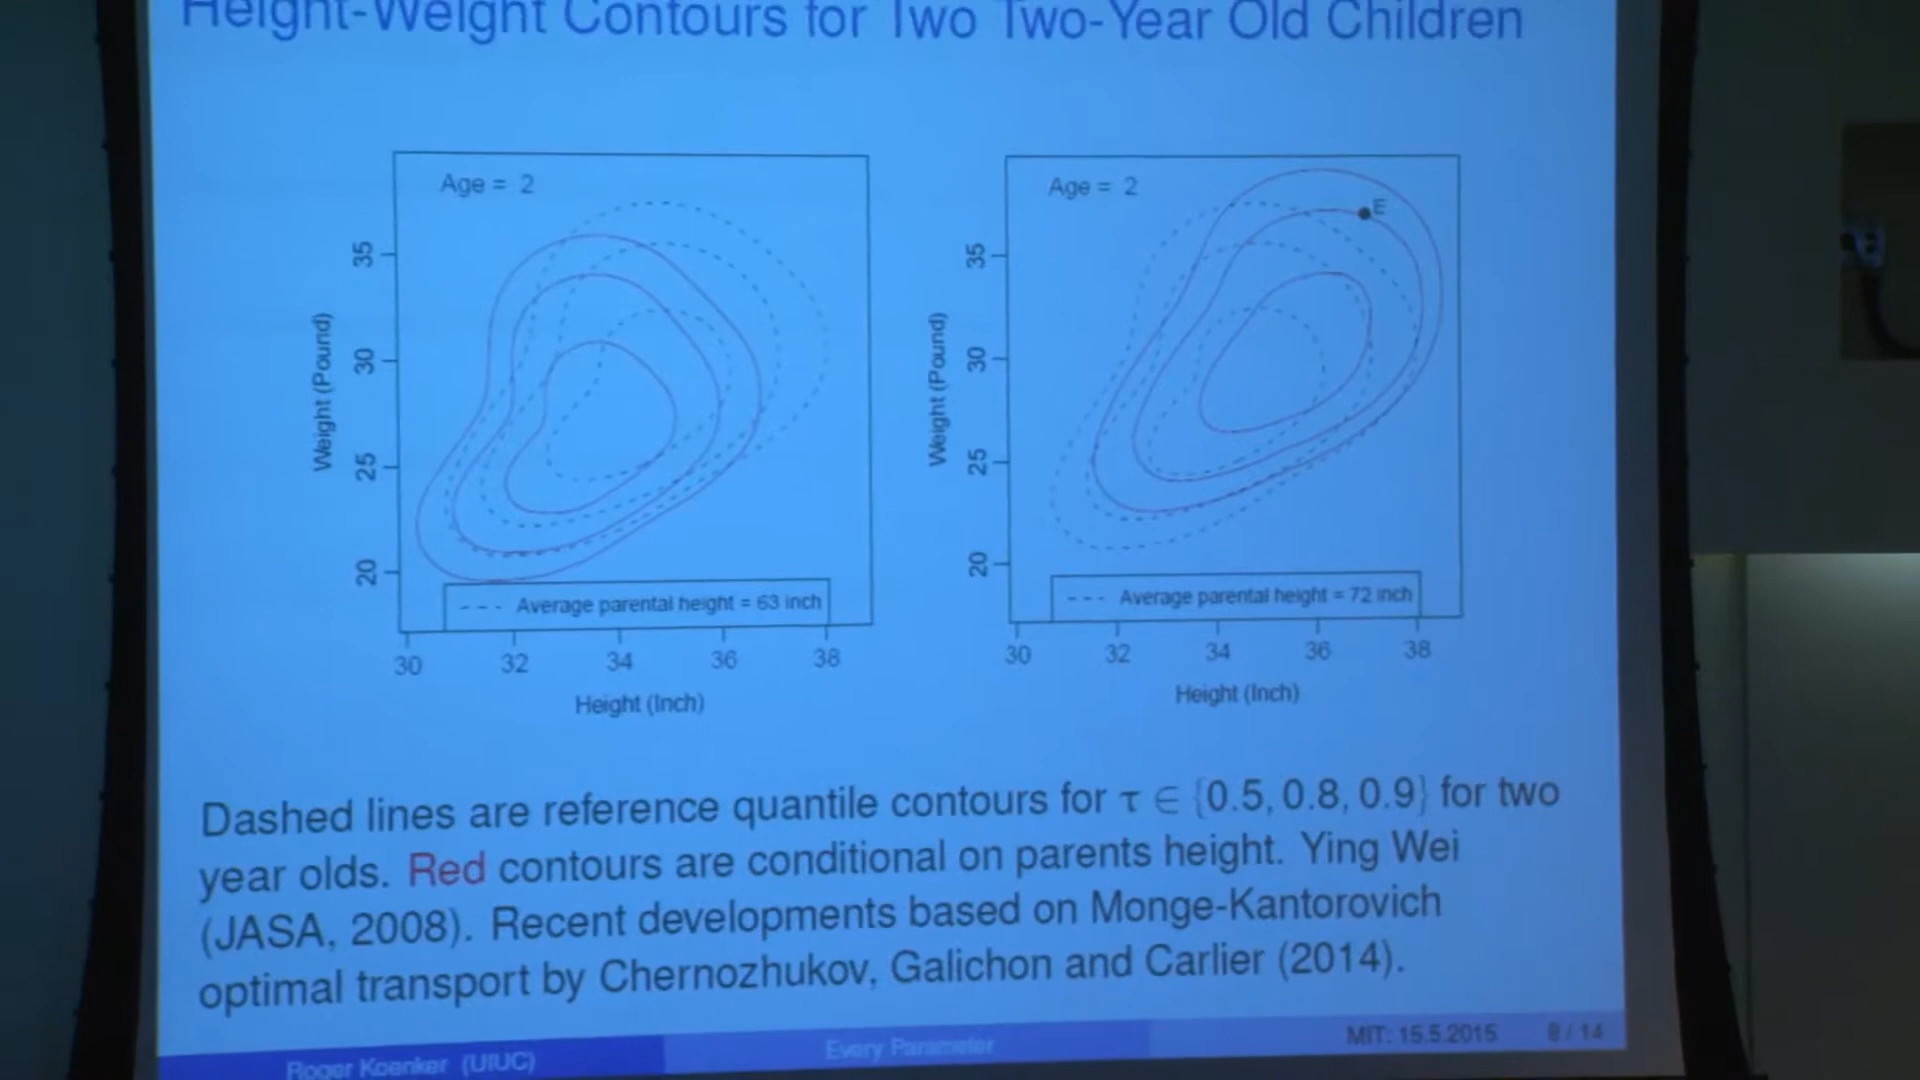 Height-Weight Contours for Two Two-Year Old Children
Age = 2
35
30
25
20
Weight (Pound)
--- Average parental height = 63 inch
30 32 34 36 38
Height (Inch)
Age = 2
E
35
30
25
20
Weight (Pound)
--- Average parental height = 72 inch
30 32 34 36 38
Height (Inch)
Dashed lines are reference quantile contours for τ ∈ {0.5, 0.8, 0.9} for two
year olds. Red contours are conditional on parents height. Ying Wei
(JASA, 2008). Recent developments based on Monge-Kantorovich
optimal transport by Chernozhukov, Galichon and Carlier (2014).
Roger Koenker (UIUC) Every Parameter MIT: 15.5.2015 8 / 14